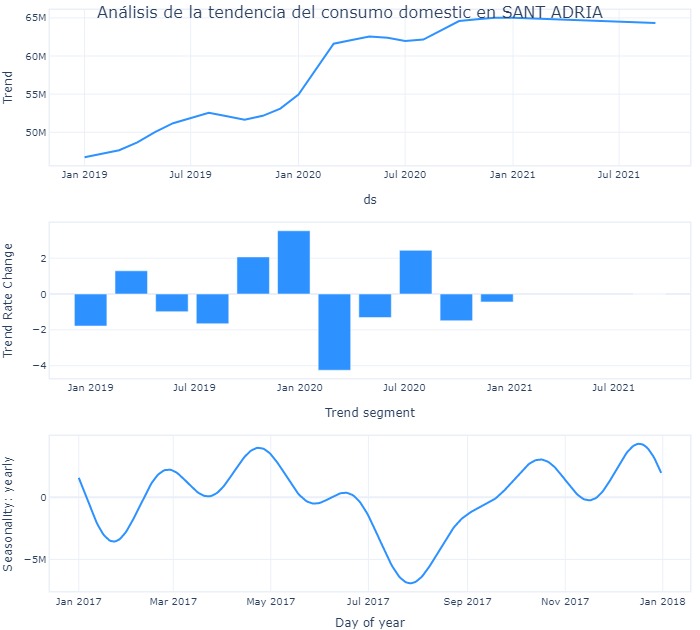 Análisis de la tendencia del consumo domestic en SANT ADRIA
65M
60M
55M
50M
Trend
Jan 2019 Jul 2019 Jan 2020 Jul 2020 Jan 2021 Jul 2021
ds
2
0
−2
−4
Trend Rate Change
Jan 2019 Jul 2019 Jan 2020 Jul 2020 Jan 2021 Jul 2021
Trend segment
0
−5M
Seasonality: yearly
Jan 2017 Mar 2017 May 2017 Jul 2017 Sep 2017 Nov 2017 Jan 2018
Day of year